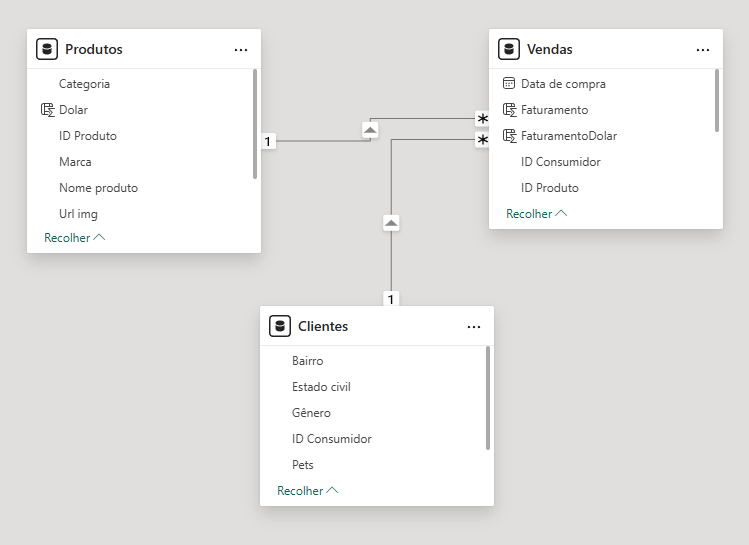 Produtos ...
Categoria
Dolar
ID Produto
Marca
Nome produto
Url img
Recolher
1
Vendas ...
Data de compra
Faturamento
FaturamentoDolar
ID Consumidor
ID Produto
Recolher
*
*
1
Clientes ...
Bairro
Estado civil
Gênero
ID Consumidor
Pets
Recolher